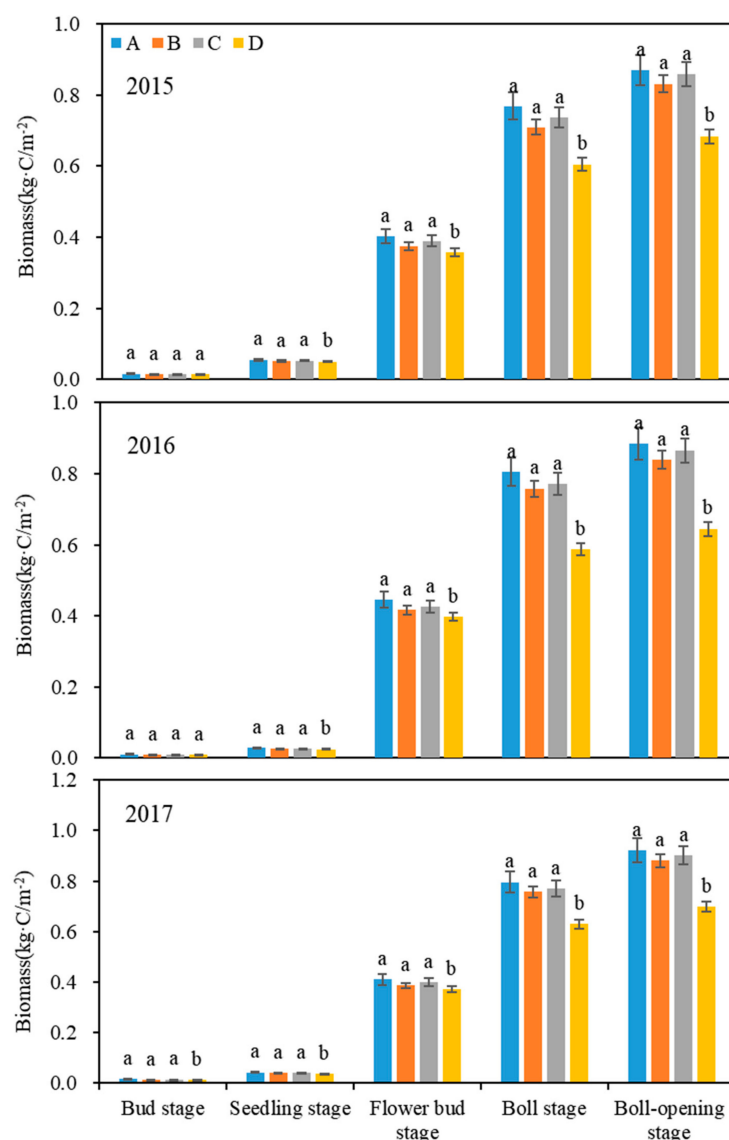 A B C D
1.0
2015
0.8
0.6
0.4
0.2
0.0
Biomass(kg·C/m⁻²)
a a a a
a a a b
a a a b
a a a b
a a a b
1.0
2016
0.8
0.6
0.4
0.2
0.0
Biomass(kg·C/m⁻²)
a a a a
a a a b
a a a b
a a a b
a a a b
1.2
2017
1.0
0.8
0.6
0.4
0.2
0.0
Biomass(kg·C/m⁻²)
a a a b
a a a b
a a a b
a a a b
a a a b
Bud stage
Seedling stage
Flower bud
stage
Boll stage
Boll-opening
stage